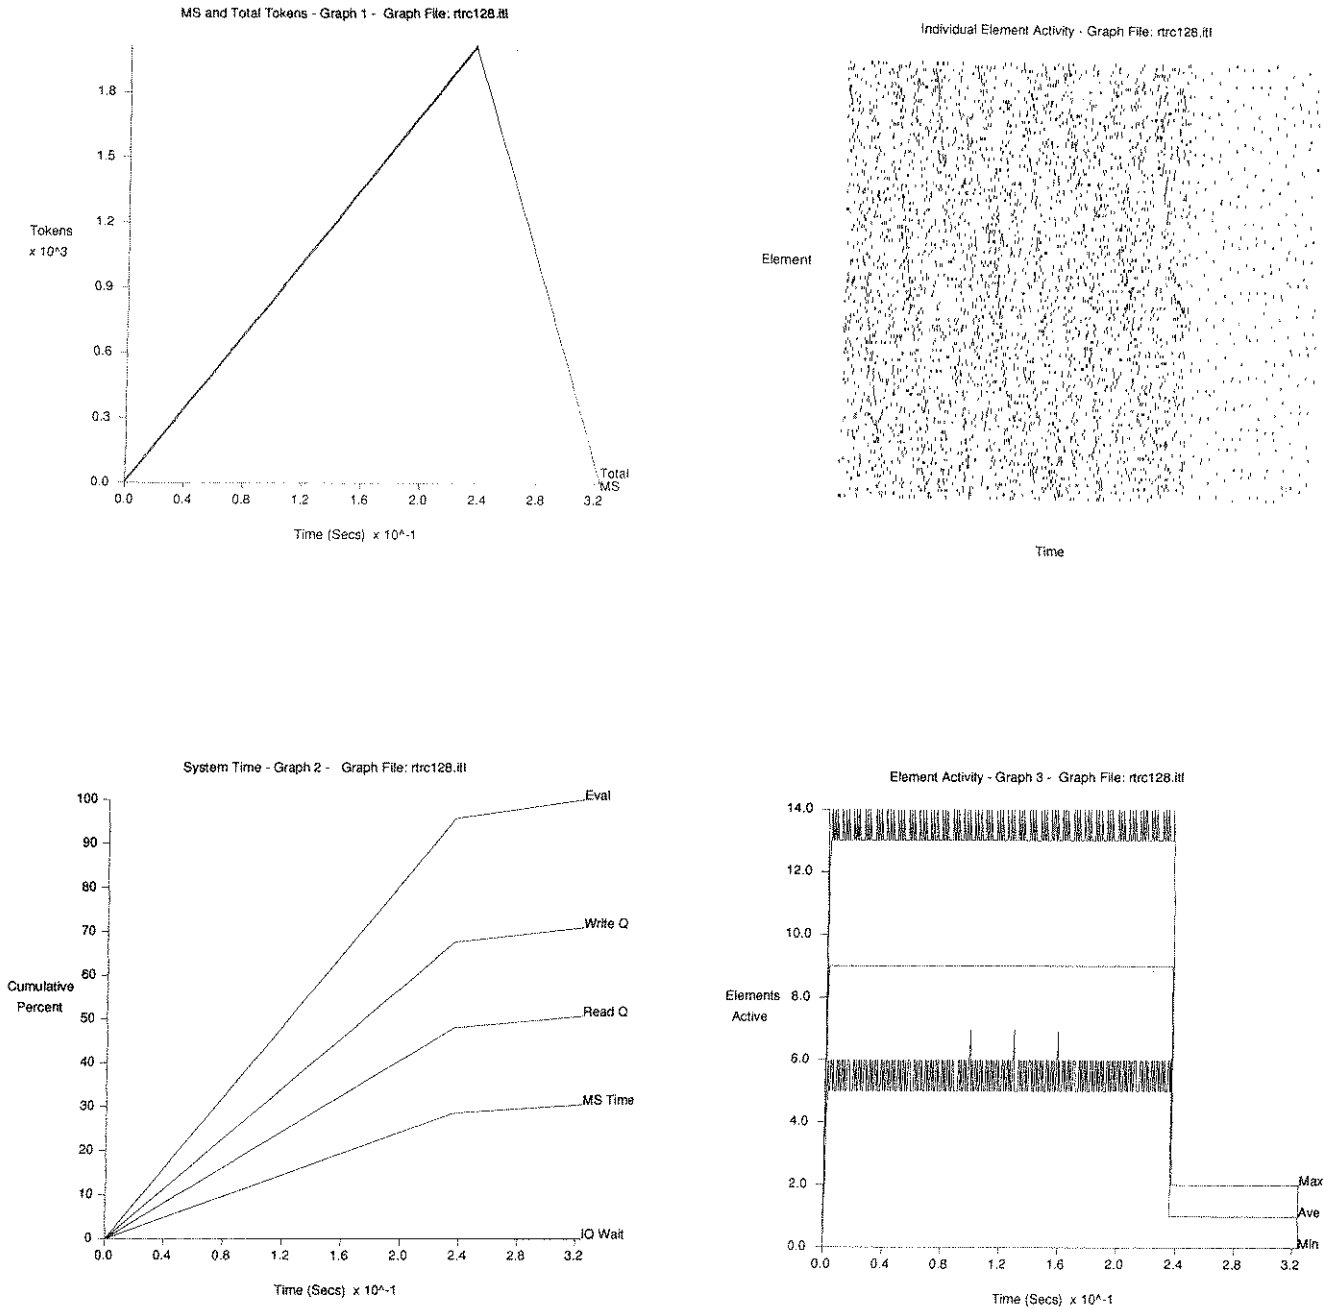 MS and Total Tokens - Graph 1 - Graph File: rtrc128.itl
1.8
1.5
1.2
Tokens
x 10^3
0.9
0.6
0.3
0.0
Total
MS
0.0 0.4 0.8 1.2 1.6 2.0 2.4 2.8 3.2
Time (Secs) x 10^-1
Individual Element Activity - Graph File: rtrc128.itl
Element
Time
System Time - Graph 2 - Graph File: rtrc128.itl
100
Eval
90
80
70
Write Q
60
Cumulative
Percent
50
Read Q
40
30
MS Time
20
10
0
IQ Wait
0.0 0.4 0.8 1.2 1.6 2.0 2.4 2.8 3.2
Time (Secs) x 10^-1
Element Activity - Graph 3 - Graph File: rtrc128.itl
14.0
12.0
10.0
Elements
Active
8.0
6.0
4.0
2.0
Max
Ave
0.0
Min
0.0 0.4 0.8 1.2 1.6 2.0 2.4 2.8 3.2
Time (Secs) x 10^-1